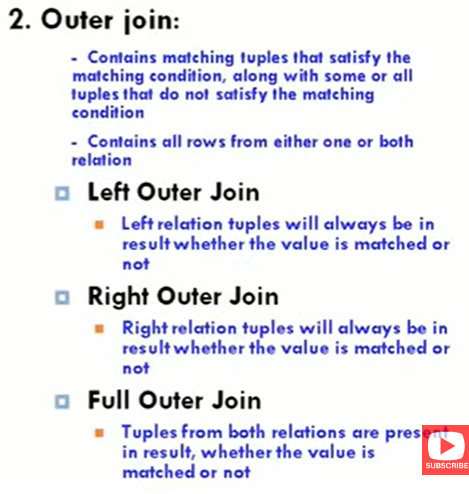 2. Outer join:
- Contains matching tuples that satisfy the
matching condition, along with some or all
tuples that do not satisfy the matching
condition
- Contains all rows from either one or both
relation
Left Outer Join
Left relation tuples will always be in
result whether the value is matched or
not
Right Outer Join
Right relation tuples will always be in
result whether the value is matched or
not
Full Outer Join
Tuples from both relations are present
in result, whether the value is
matched or not
SUBSCRIBE